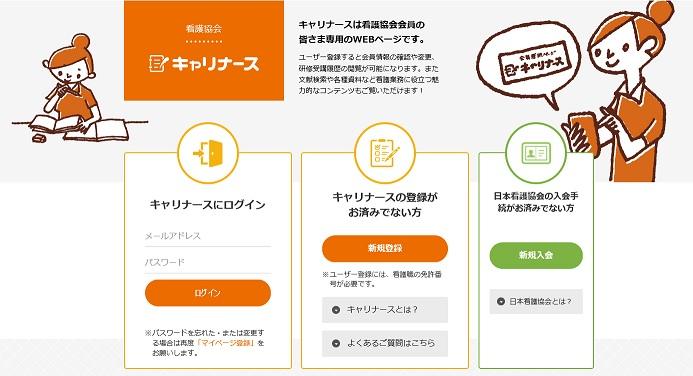 看護協会
キャリナース
キャリナースは看護協会会員の
皆さま専用のWEBページです。
ユーザー登録すると会員情報の確認や変更、
研修受講履歴の閲覧が可能になります。また
文献検索や各種資料など看護業務に役立つ魅
力的なコンテンツもご覧いただけます！
会員専用WEBページ
キャリナース
キャリナースにログイン
メールアドレス
パスワード
ログイン
※パスワードを忘れた・または変更す
る場合は再度「マイページ登録」を
お願いします。
キャリナースの登録が
お済みでない方
新規登録
※ユーザー登録には、看護職の免許番
号が必要です。
キャリナースとは？
よくあるご質問はこちら
日本看護協会の入会手
続がお済みでない方
新規入会
日本看護協会とは？